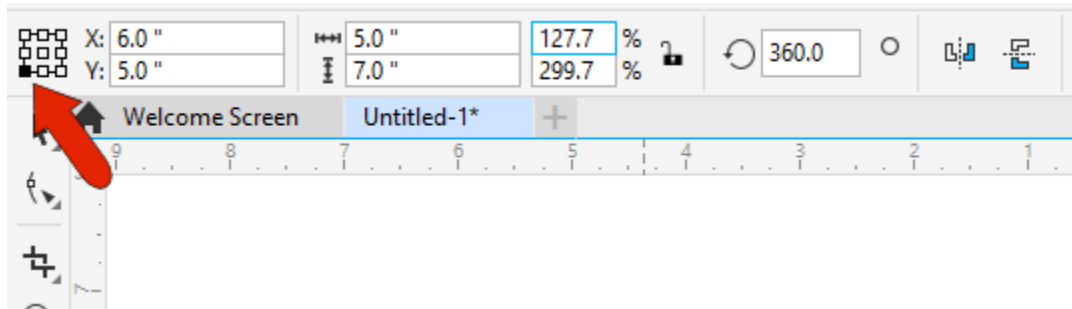 X: 6.0 " 5.0 " 127.7 % 360.0
Y: 5.0 " 7.0 " 299.7 %
Welcome Screen Untitled-1*
9 8 7 6 5 4 3 2 1
7